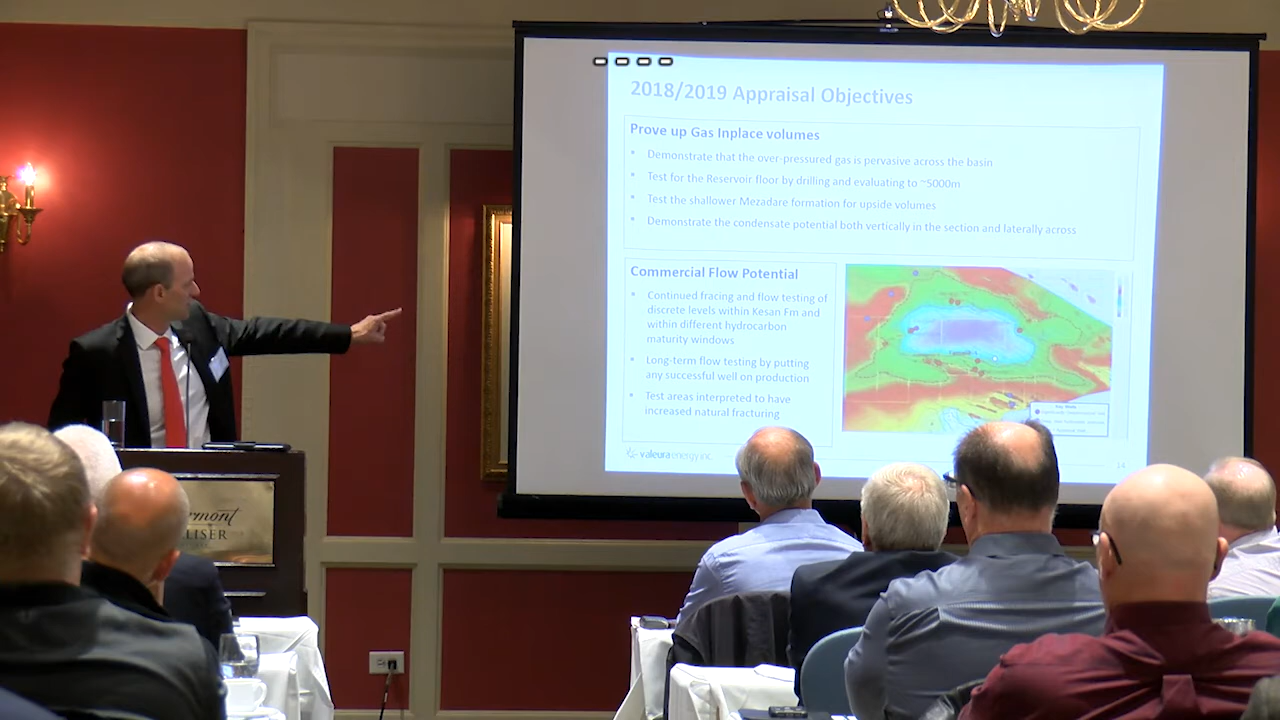 2018/2019 Appraisal Objectives
Prove up Gas Inplace volumes
Demonstrate that the over-pressured gas is pervasive across the basin
Test for the Reservoir floor by drilling and evaluating to ~5000m
Test the shallower Mezadare formation for upside volumes
Demonstrate the condensate potential both vertically in the section and laterally across
Commercial Flow Potential
Continued fracing and flow testing of
discrete levels within Kesan Fm and
within different hydrocarbon
maturity windows
Long-term flow testing by putting
any successful well on production
Test areas interpreted to have
increased natural fracturing
valeura energy inc
24
rmont
LISER